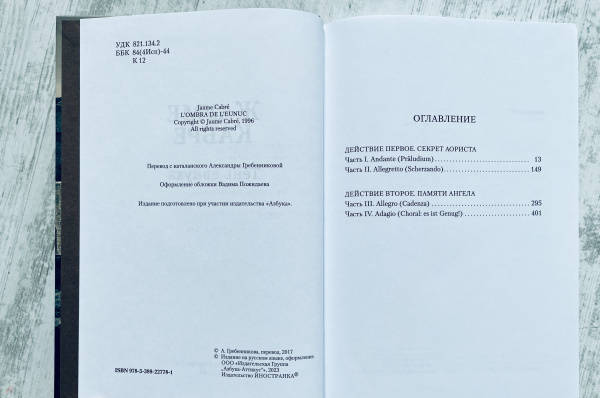 УДК 821.134.2
ББК 84(4Исп)-44
К 12
Jaume Cabré
L'OMBRA DE L'EUNUC
Copyright © Jaume Cabré, 1996
All rights reserved
Перевод с каталанского Александры Гребенниковой
Оформление обложки Вадима Пожидаева
Издание подготовлено при участии издательства «Азбука».
© А. Гребенникова, перевод, 2017
© Издание на русском языке, оформление.
ООО «Издательская Группа
„Азбука-Аттикус“», 2023
Издательство ИНОСТРАНКА®
ISBN 978-5-389-22778-1
ОГЛАВЛЕНИЕ
ДЕЙСТВИЕ ПЕРВОЕ. СЕКРЕТ АОРИСТА
Часть I. Andante (Präludium) 13
Часть II. Allegretto (Scherzando) 149
ДЕЙСТВИЕ ВТОРОЕ. ПАМЯТИ АНГЕЛА
Часть III. Allegro (Cadenza) 295
Часть IV. Adagio (Choral: es ist Genug!) 401